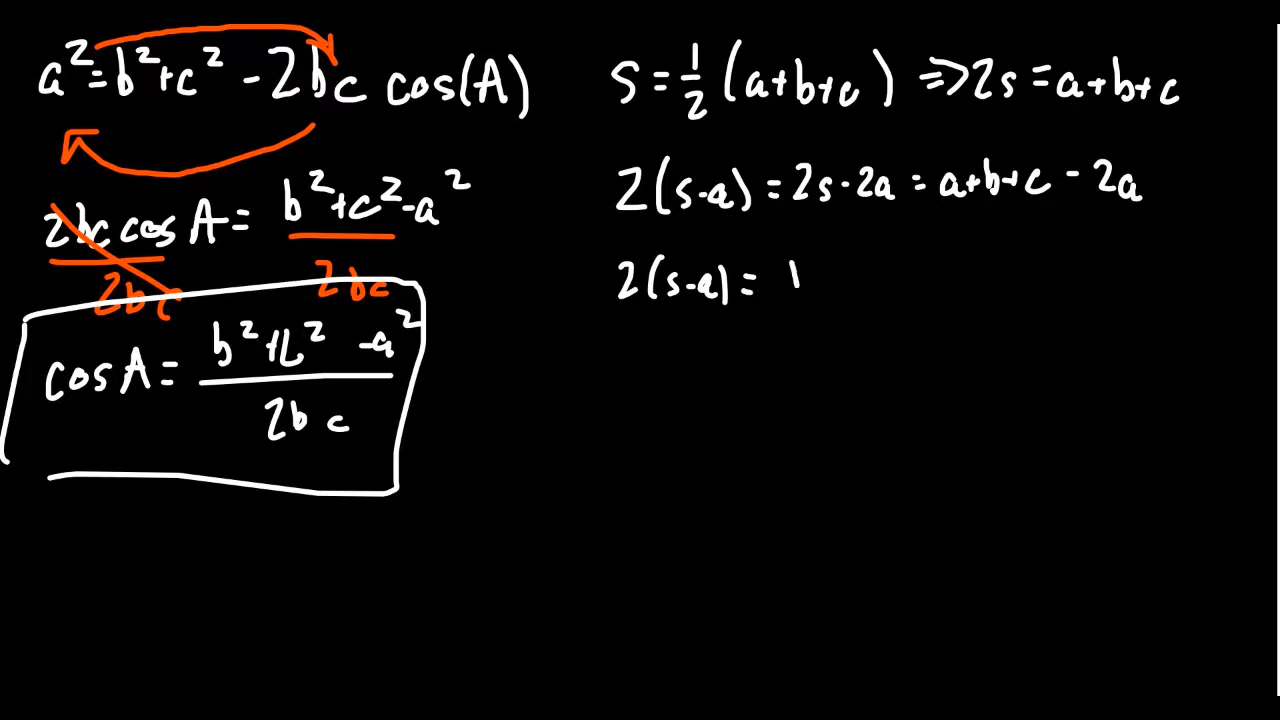 a² = b² + c² - 2bc cos(A)
2bc cos A = b² + c² - a²
2bc 2bc
cos A = b² + c² - a²
2bc
S = 1/2 (a+b+c) => 2s = a+b+c
2(s-a) = 2s - 2a = a+b+c - 2a
2(s-a) =